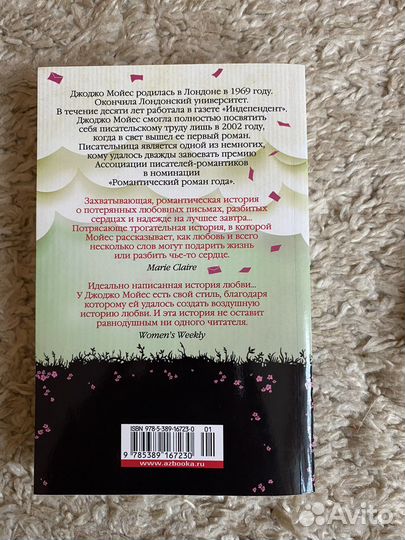 Джоджо Мойес родилась в Лондоне в 1969 году.
Окончила Лондонский университет.
В течение десяти лет работала в газете «Индепендент».
Джоджо Мойес смогла полностью посвятить
себя писательскому труду лишь в 2002 году,
когда в свет вышел ее первый роман.
Писательница является одной из немногих,
кому удалось дважды завоевать премию
Ассоциации писателей-романтиков
в номинации
«Романтический роман года».
Захватывающая, романтическая история
о потерянных любовных письмах, разбитых
сердцах и надежде на лучшее завтра...
Потрясающе трогательная история, в которой
Мойес рассказывает, как любовь и всего
несколько слов могут подарить жизнь
или разбить чье-то сердце.
Marie Claire
Идеально написанная история любви...
У Джоджо Мойес есть свой стиль, благодаря
которому ей удалось создать воздушную
историю любви. И эта история не оставит
равнодушным ни одного читателя.
Women's Weekly
ISBN 978-5-389-16723-0
01
9 785389 167230
www.azbooka.ru
Avito